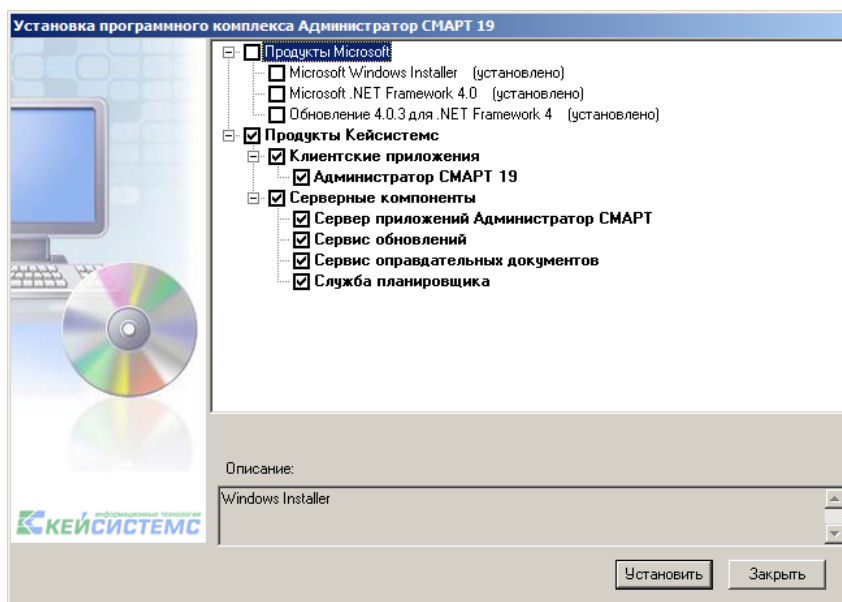 Установка программного комплекса Администратор СМАРТ 19
Продукты Microsoft
Microsoft Windows Installer (установлено)
Microsoft .NET Framework 4.0 (установлено)
Обновление 4.0.3 для .NET Framework 4 (установлено)
Продукты Кейсистемс
Клиентские приложения
Администратор СМАРТ 19
Серверные компоненты
Сервер приложений Администратор СМАРТ
Сервис обновлений
Сервис оправдательных документов
Служба планировщика
Описание:
Windows Installer
информационные технологии
КЕЙСИСТЕМС
Установить Закрыть